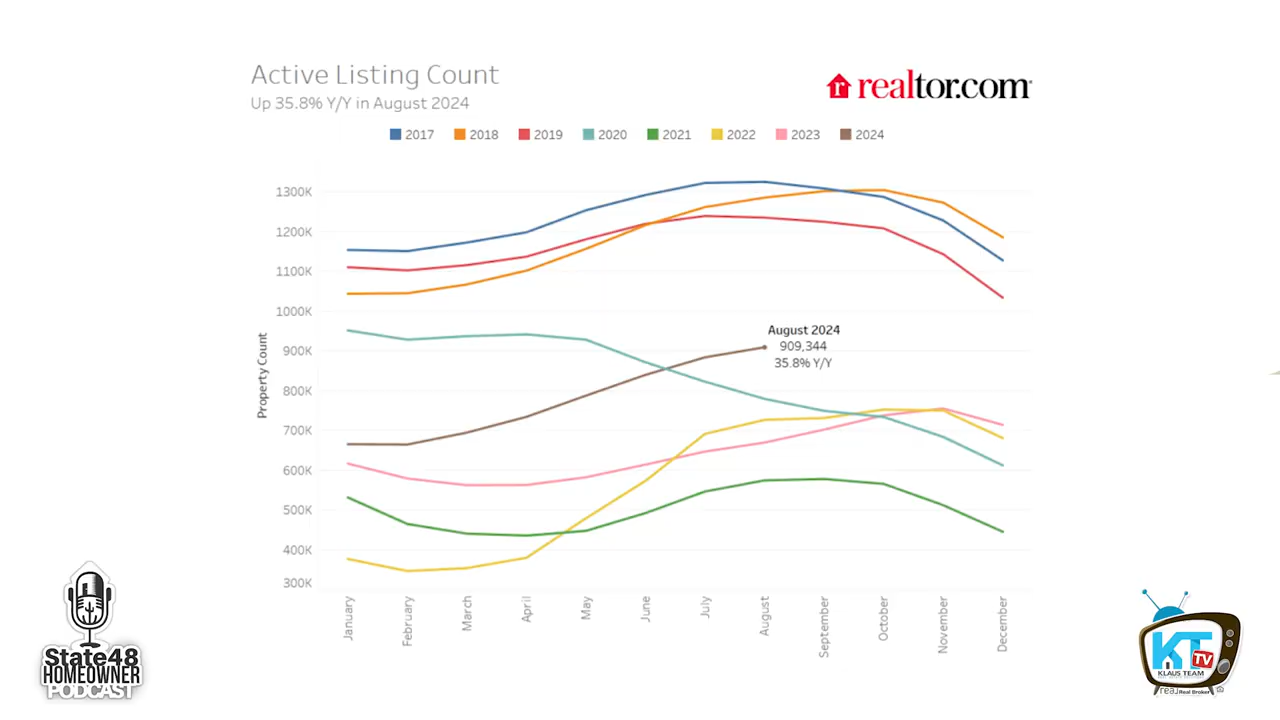 Active Listing Count
Up 35.8% Y/Y in August 2024
realtor.com
2017 2018 2019 2020 2021 2022 2023 2024
1300K
1200K
1100K
1000K
900K
800K
700K
600K
500K
400K
300K
Property Count
August 2024
909,344
35.8% Y/Y
January
February
March
April
May
June
July
August
September
October
November
December
State48
HOMEOWNER
PODCAST
KT
TV
KLAUS TEAM
real Real Broker